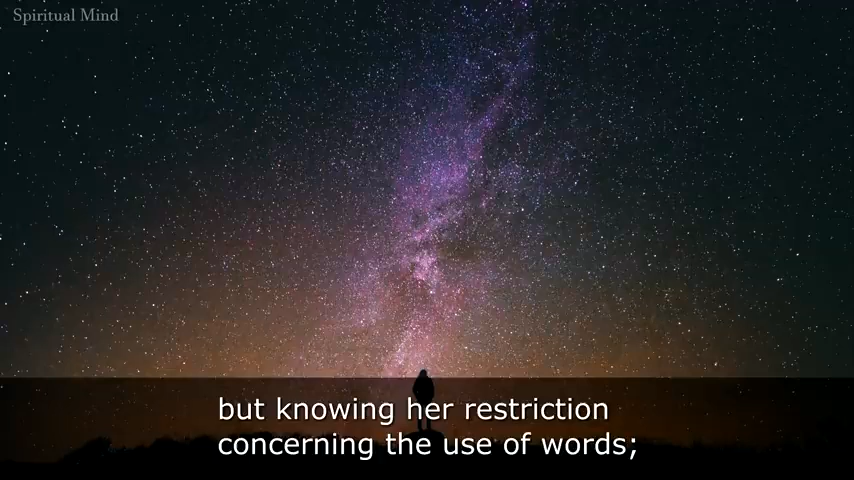 Spiritual Mind
but knowing her restriction
concerning the use of words;